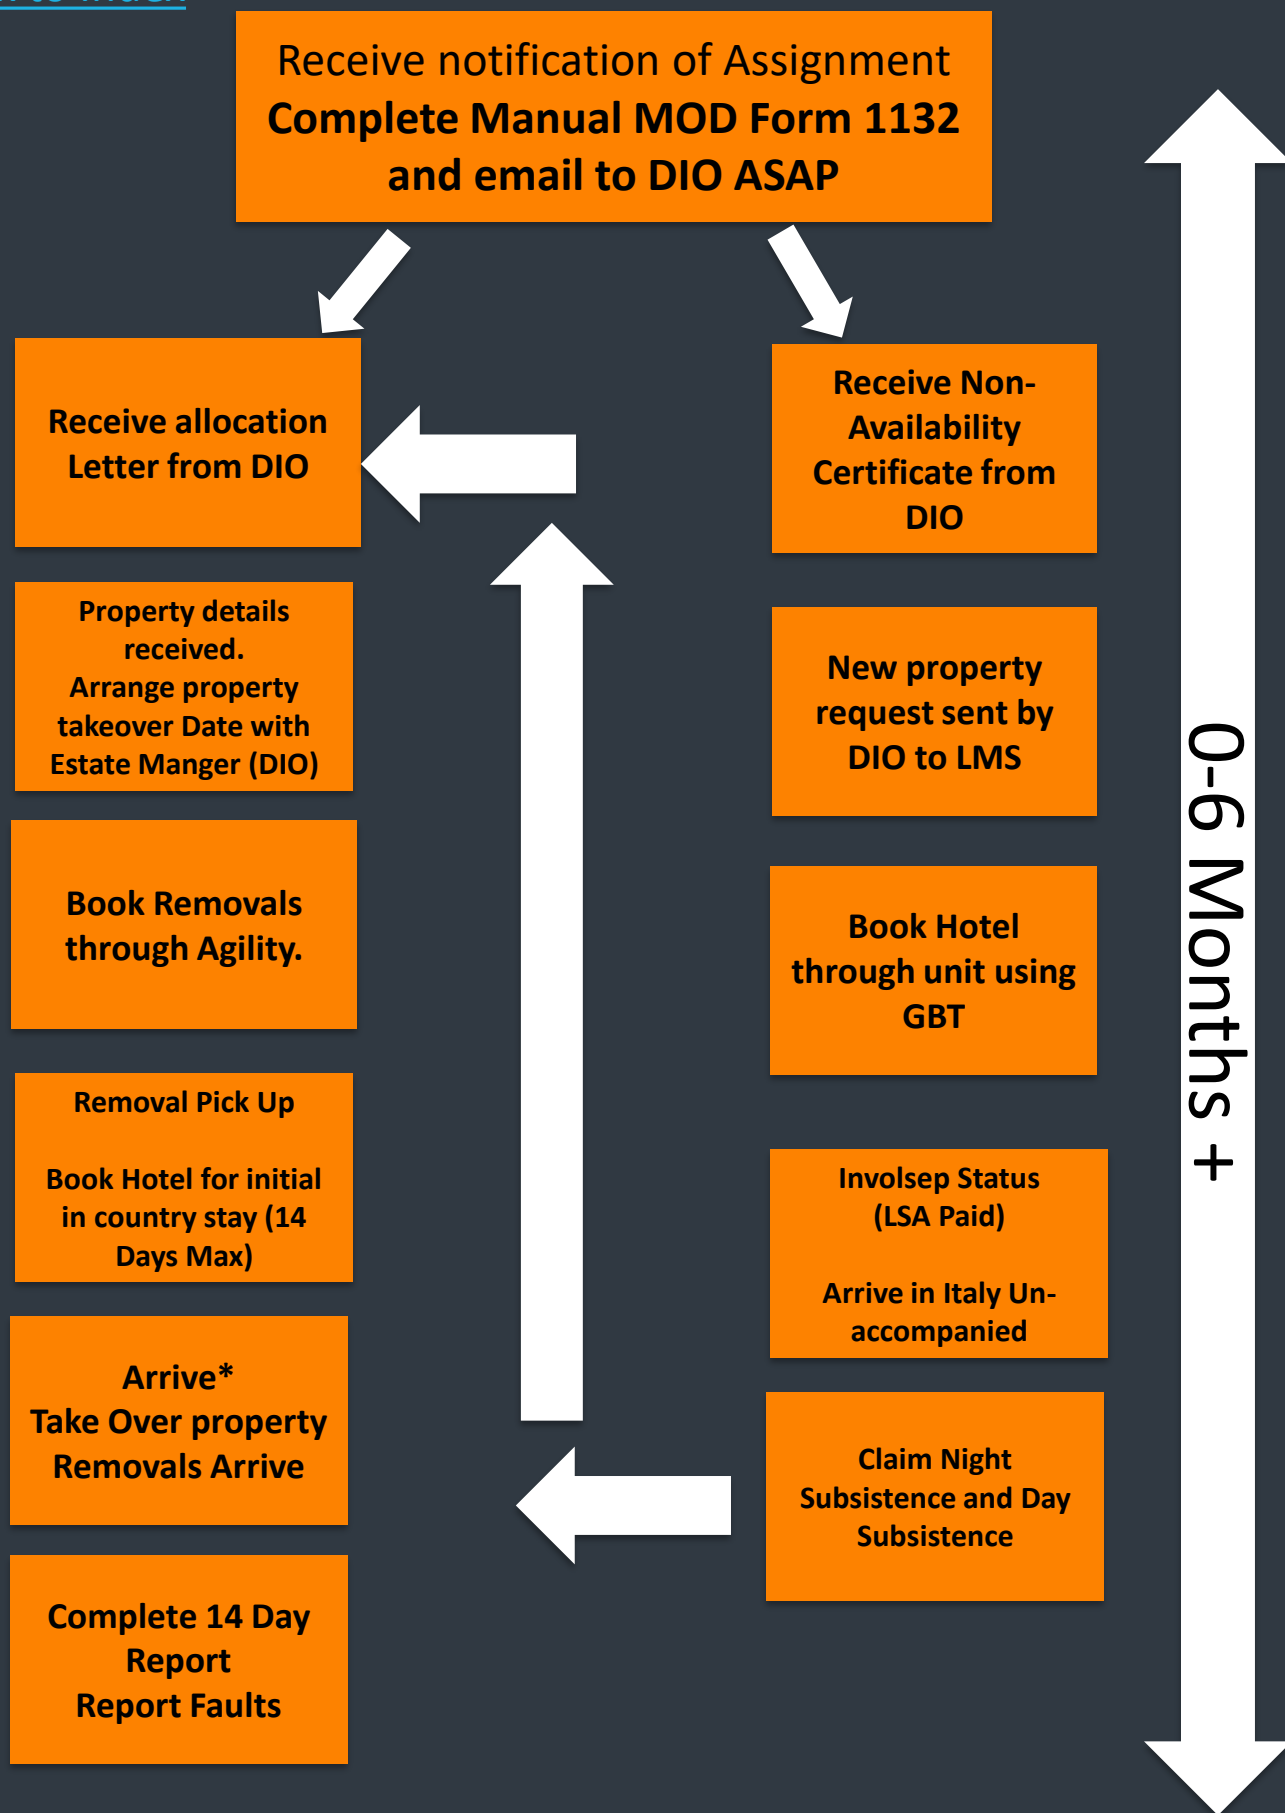 to Index
Receive notification of Assignment
Complete Manual MOD Form 1132
and email to DIO ASAP
Receive allocation
Letter from DIO
Property details
received.
Arrange property
takeover Date with
Estate Manger (DIO)
Book Removals
through Agility.
Removal Pick Up
Book Hotel for initial
in country stay (14
Days Max)
Arrive*
Take Over property
Removals Arrive
Complete 14 Day
Report
Report Faults
Receive Non-
Availability
Certificate from
DIO
New property
request sent by
DIO to LMS
Book Hotel
through unit using
GBT
Involsep Status
(LSA Paid)
Arrive in Italy Un-
accompanied
Claim Night
Subsistence and Day
Subsistence
0-6 Months +